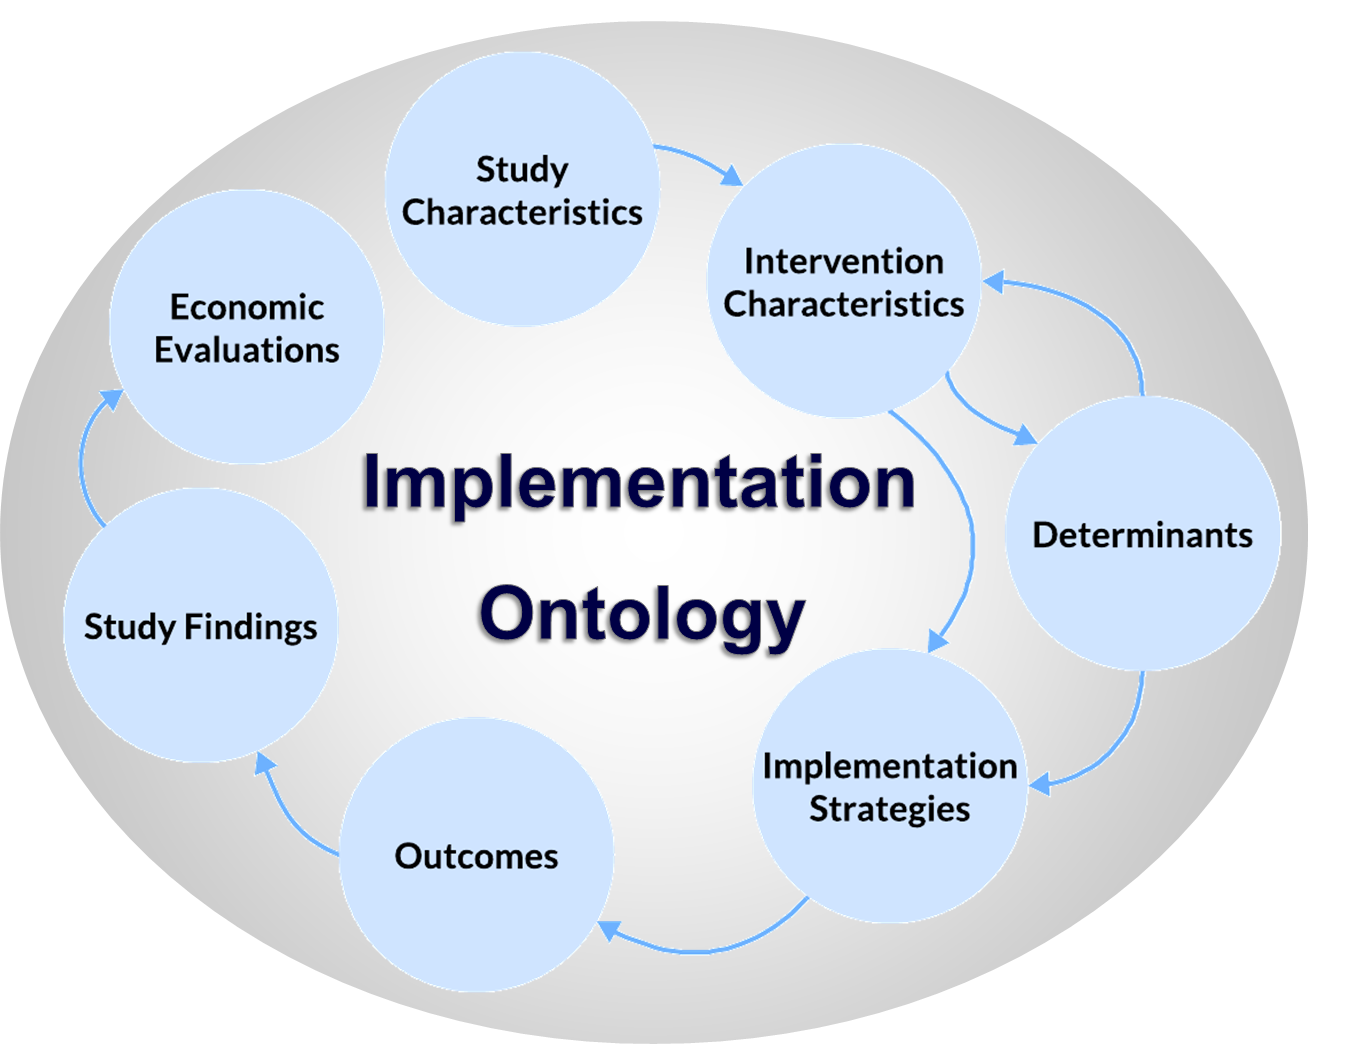 Study
Characteristics
Intervention
Characteristics
Economic
Evaluations
Implementation
Ontology
Determinants
Study Findings
Implementation
Strategies
Outcomes